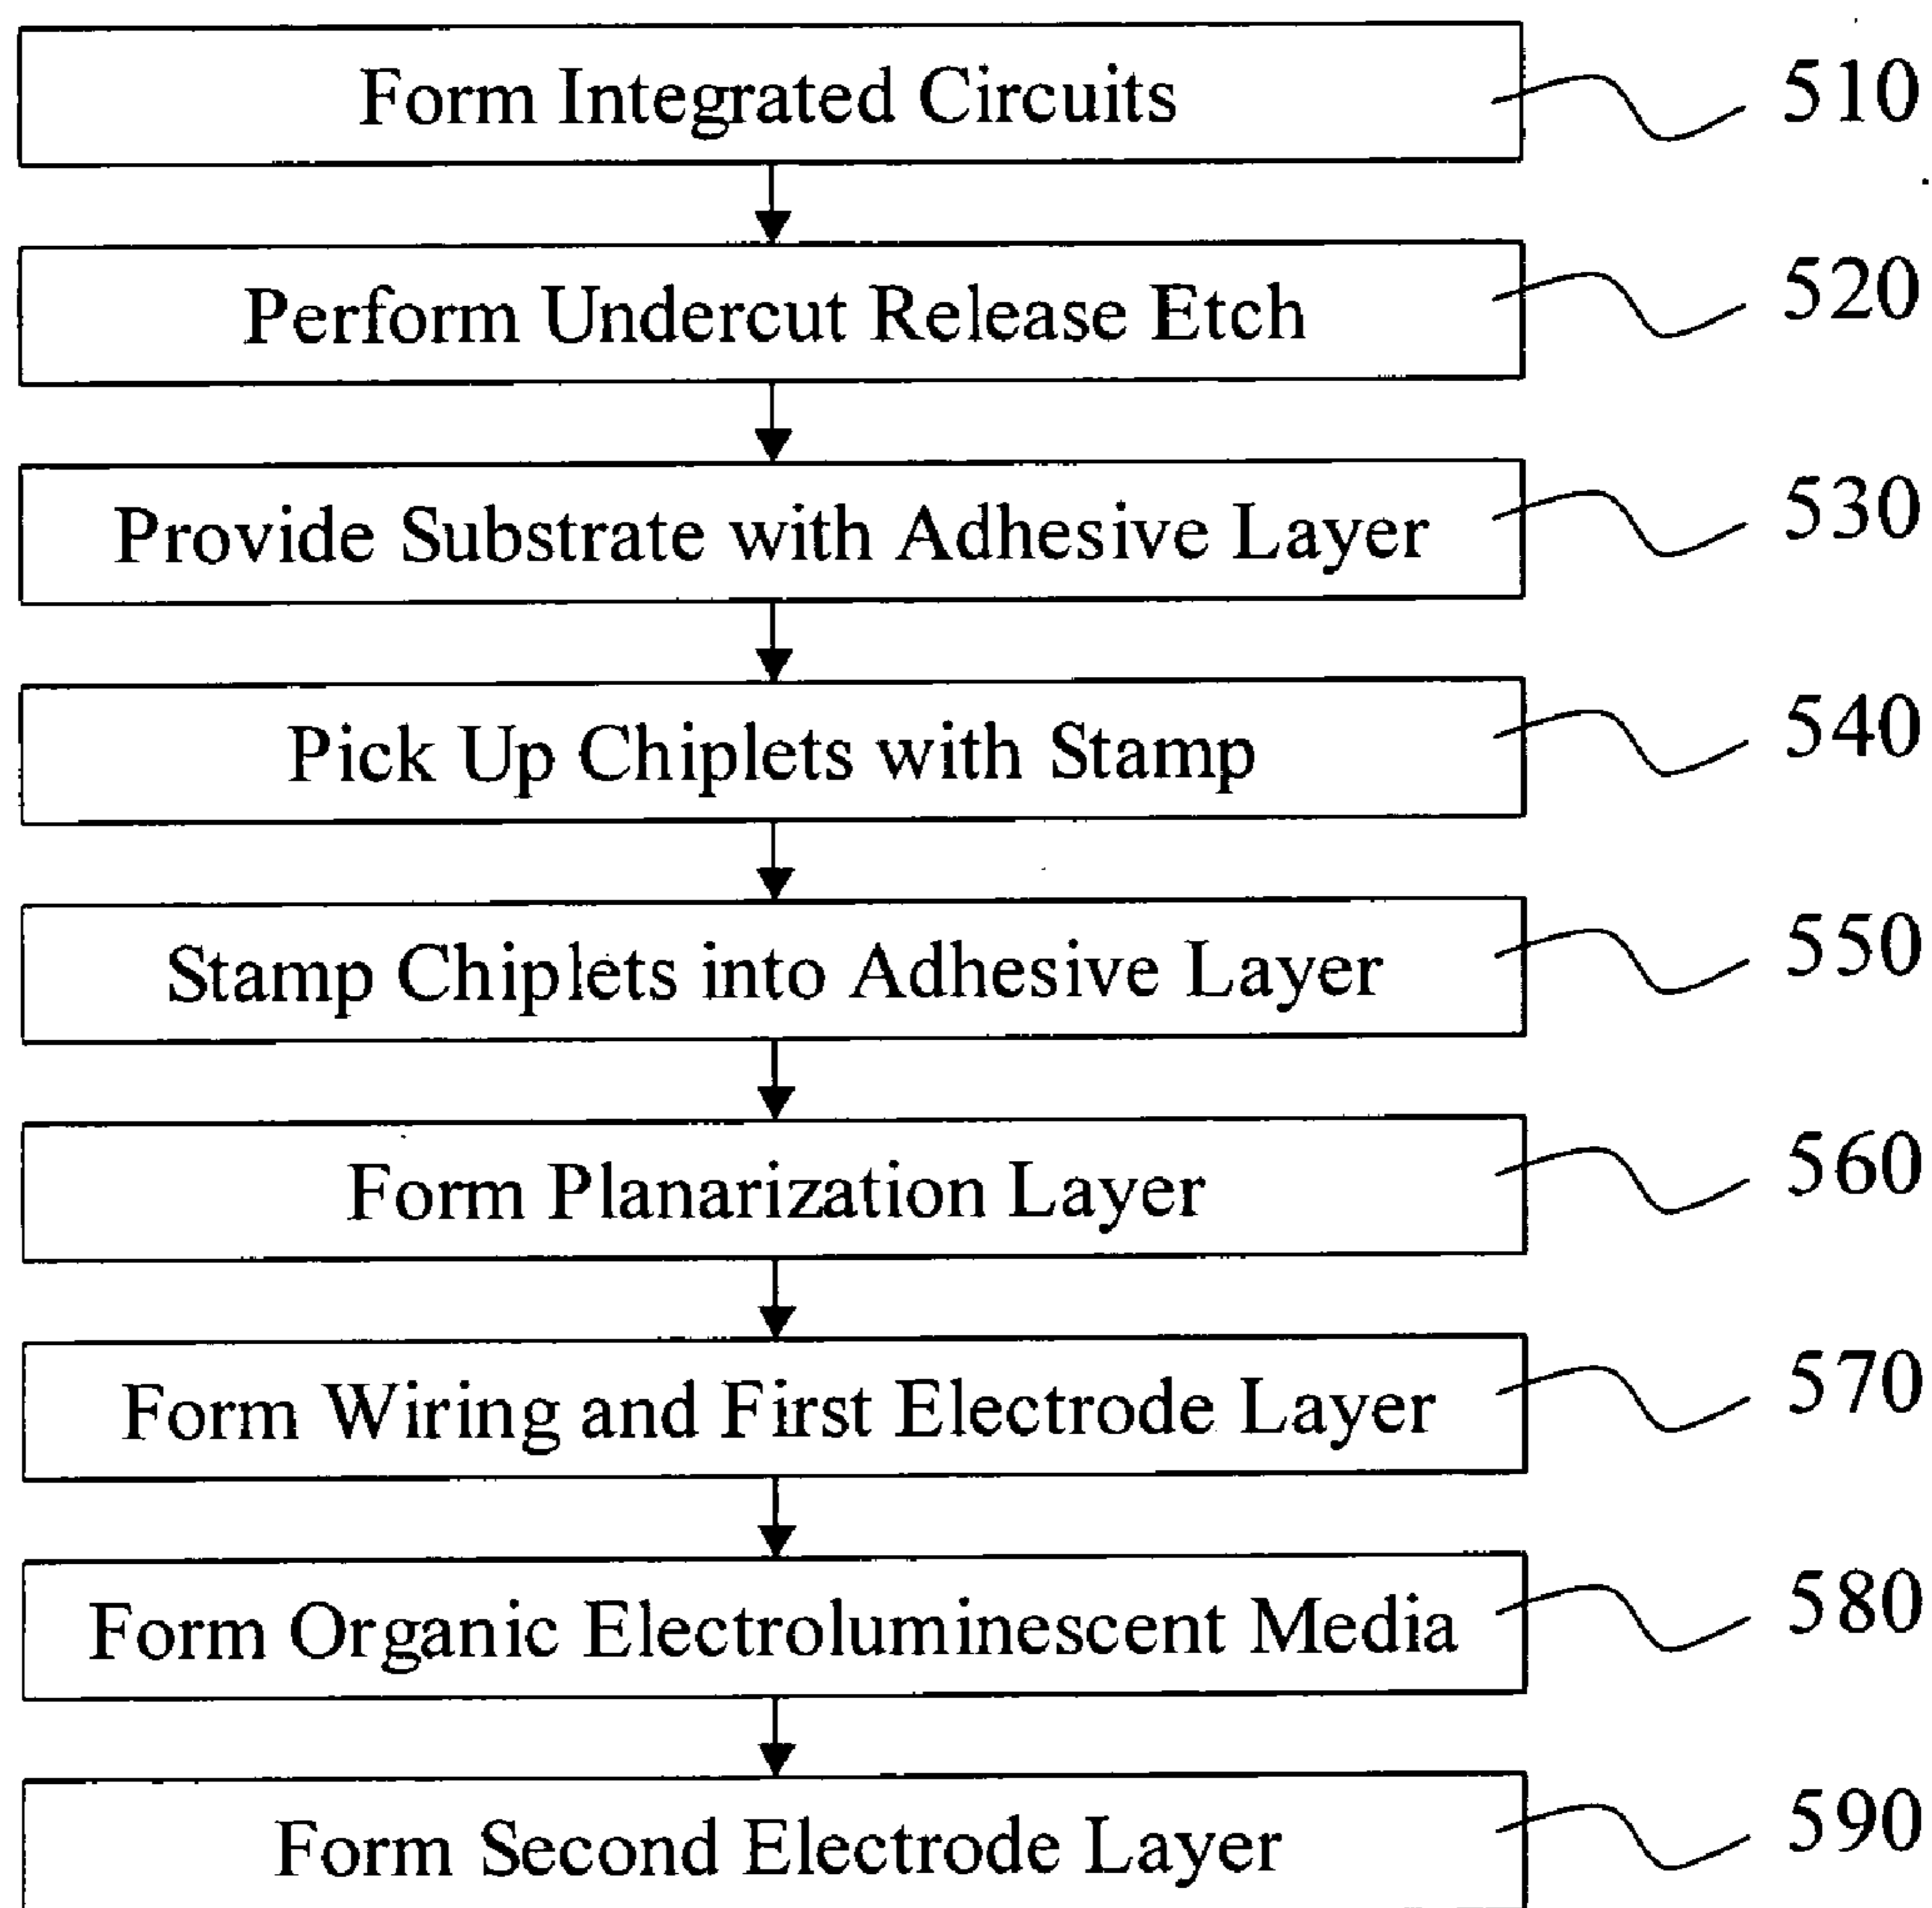 Form Integrated Circuits 510
Perform Undercut Release Etch 520
Provide Substrate with Adhesive Layer 530
Pick Up Chiplets with Stamp 540
Stamp Chiplets into Adhesive Layer 550
Form Planarization Layer 560
Form Wiring and First Electrode Layer 570
Form Organic Electroluminescent Media 580
Form Second Electrode Layer 590